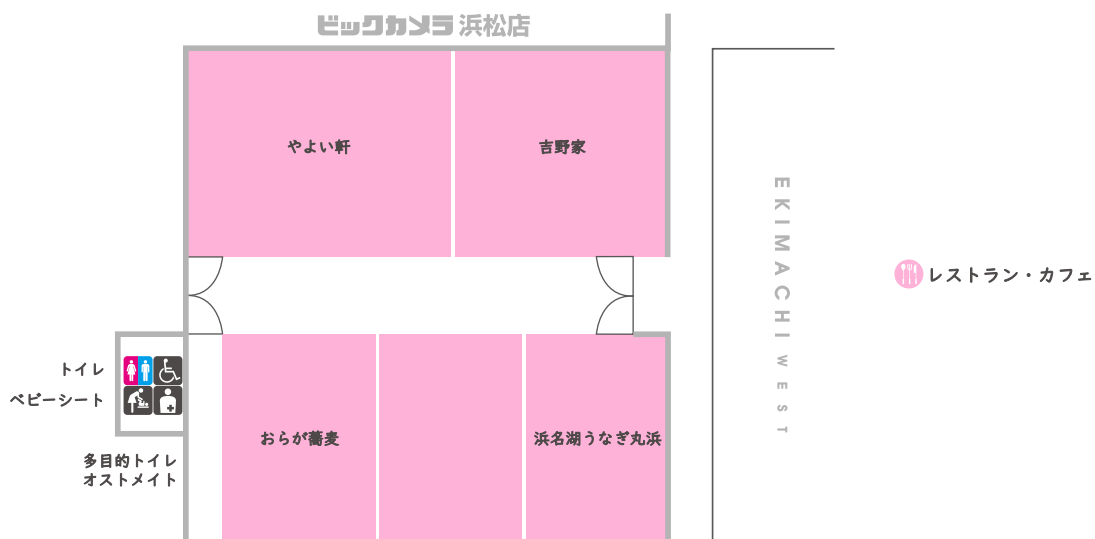 ビックカメラ 浜松店
やよい軒
吉野家
EKIMACHI WEST
レストラン・カフェ
トイレ
ベビーシート
多目的トイレ
オストメイト
おらが蕎麦
浜名湖うなぎ丸浜